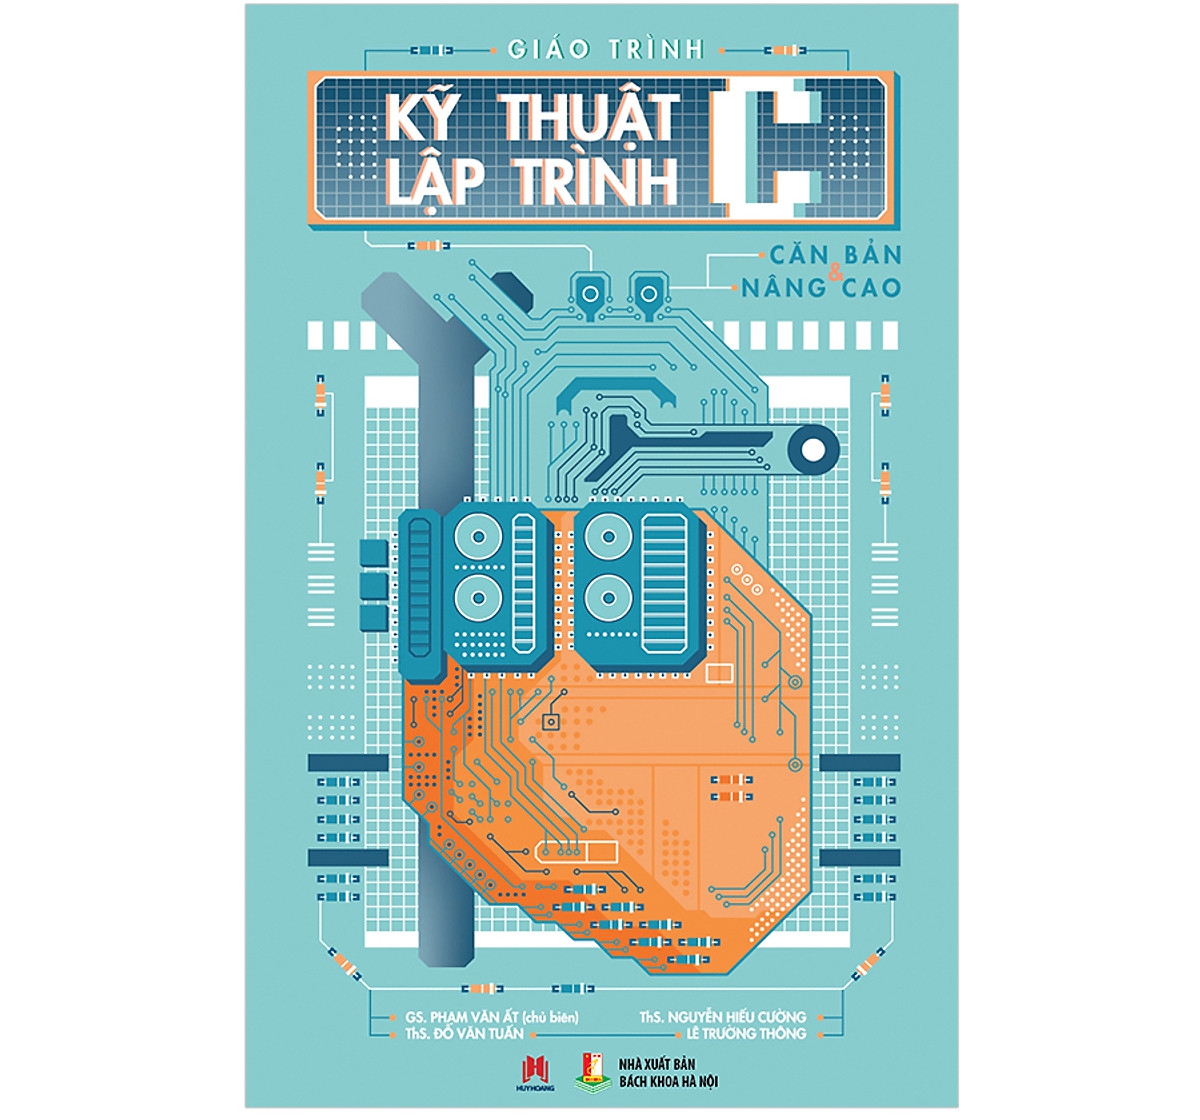 GIÁO TRÌNH
KỸ THUẬT
LẬP TRÌNH
C
CĂN BẢN
&
NÂNG CAO
GS. PHẠM VĂN ẤT (chủ biên)
ThS. NGUYỄN HIẾU CƯỜNG
ThS. ĐỖ VĂN TUẤN
LÊ TRƯỜNG THÔNG
HUYHOANG
NHÀ XUẤT BẢN
BÁCH KHOA HÀ NỘI